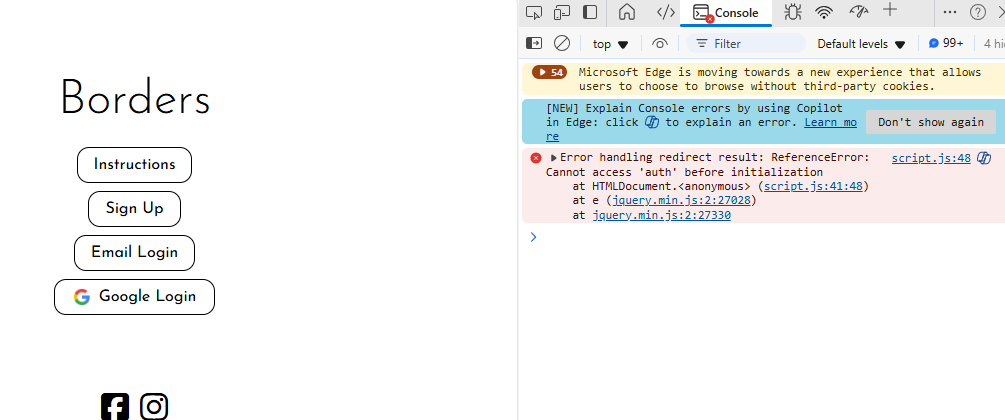 Borders
Instructions
Sign Up
Email Login
Google Login
Console
top
Filter
Default levels
99+
4 hi
54
Microsoft Edge is moving towards a new experience that allows
users to choose to browse without third-party cookies.
[NEW] Explain Console errors by using Copilot
in Edge: click to explain an error. Learn mo
re
Don't show again
Error handling redirect result: ReferenceError: script.js:48
Cannot access 'auth' before initialization
at HTMLDocument.<anonymous> (script.js:41:48)
at e (jquery.min.js:2:27028)
at jquery.min.js:2:27330